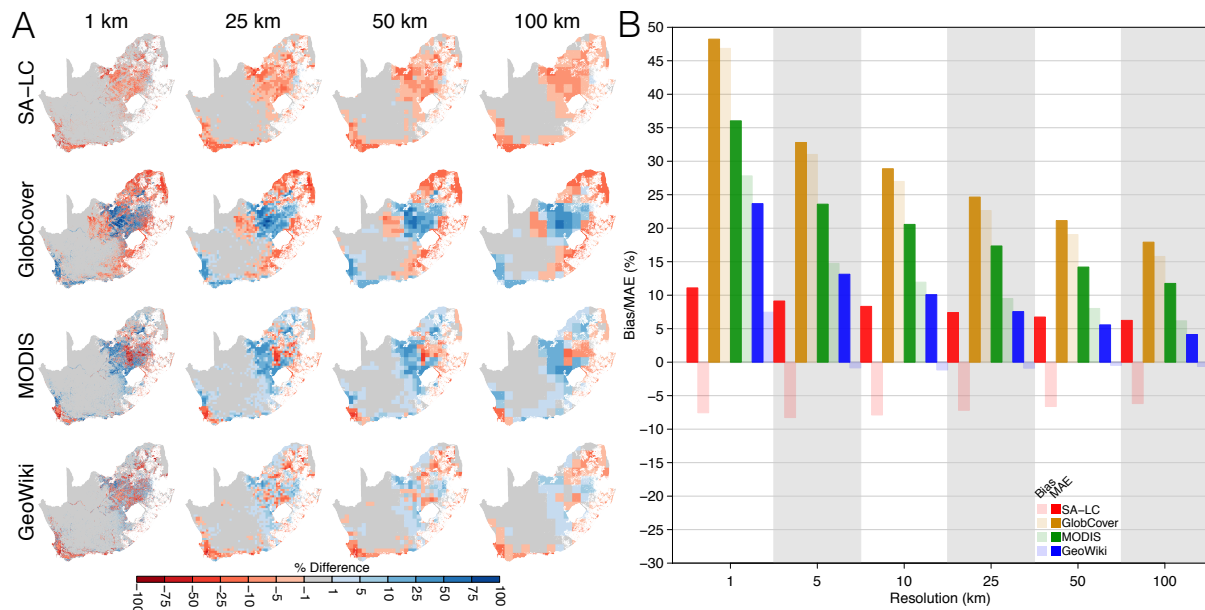 A
1 km 25 km 50 km 100 km
SA−LC
GlobCover
MODIS
GeoWiki
% Difference
−100 −75 −50 −25 −10 −5 −1 1 5 10 25 50 75 100
B
50
45
40
35
30
25
20
15
10
5
0
−5
−10
−15
−20
−25
−30
Bias/MAE (%)
Bias MAE
SA−LC
GlobCover
MODIS
GeoWiki
1 5 10 25 50 100
Resolution (km)